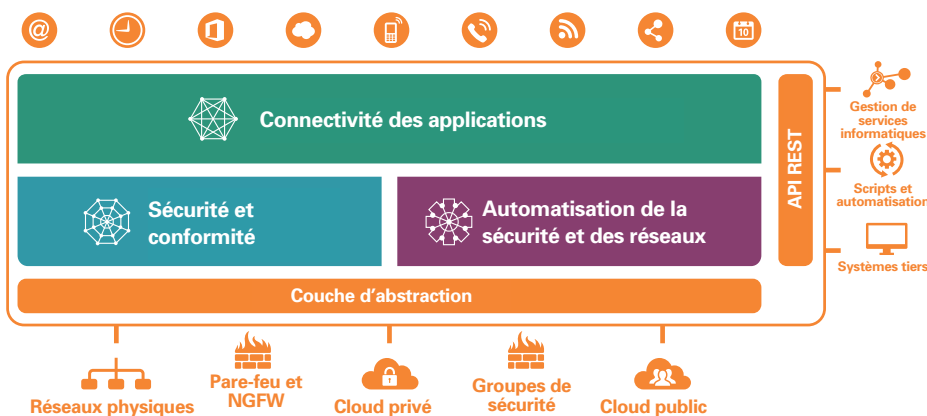 @
10
Connectivité des applications
Sécurité et
conformité
Automatisation de la
sécurité et des réseaux
Couche d'abstraction
API REST
Gestion de
services
informatiques
Scripts et
automatisation
Systèmes tiers
Réseaux physiques
Pare-feu et
NGFW
Cloud privé
Groupes de
sécurité
Cloud public